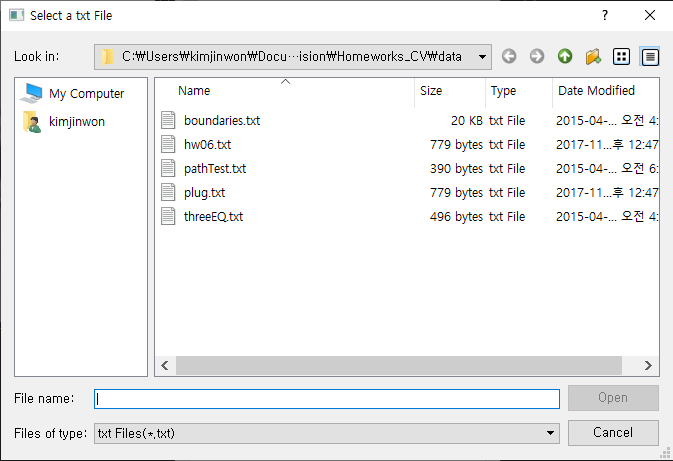 Select a txt File
Look in: C:₩Users₩kimjinwon₩Docu···ision₩Homeworks_CV₩data
My Computer
kimjinwon
Name Size Type Date Modified
boundaries.txt 20 KB txt File 2015-04-... 오전 4:
hw06.txt 779 bytes txt File 2017-11...후 12:47
pathTest.txt 390 bytes txt File 2015-04-... 오전 6:
plug.txt 779 bytes txt File 2017-11...후 12:47
threeEQ.txt 496 bytes txt File 2015-04-... 오전 4:
File name: Open
Files of type: txt Files(*.txt) Cancel